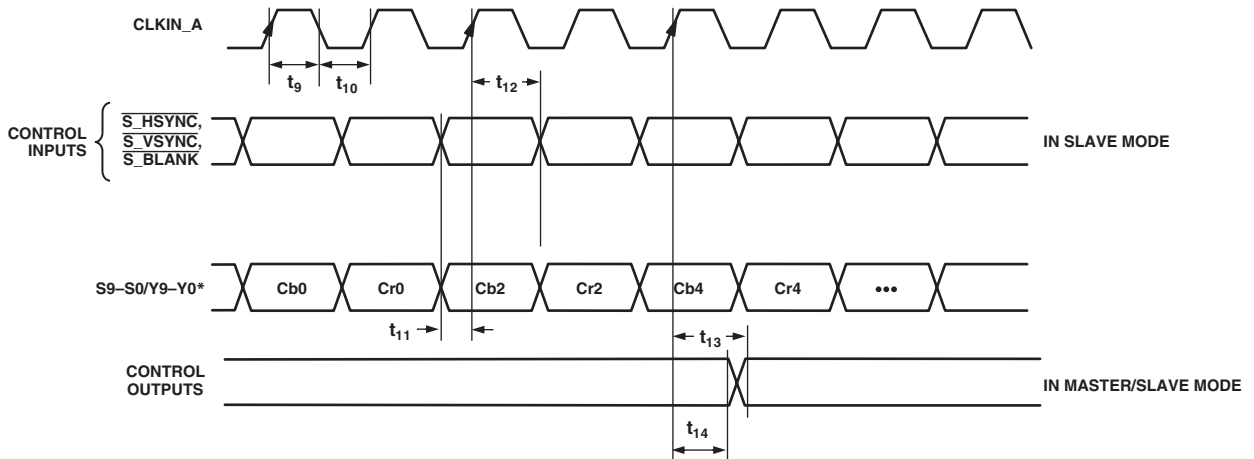 CLKIN_A
t9
t10
t12
CONTROL
INPUTS
S_HSYNC,
S_VSYNC,
S_BLANK
IN SLAVE MODE
S9–S0/Y9–Y0*
Cb0
Cr0
Cb2
Cr2
Cb4
Cr4
•••
t11
t13
CONTROL
OUTPUTS
IN MASTER/SLAVE MODE
t14